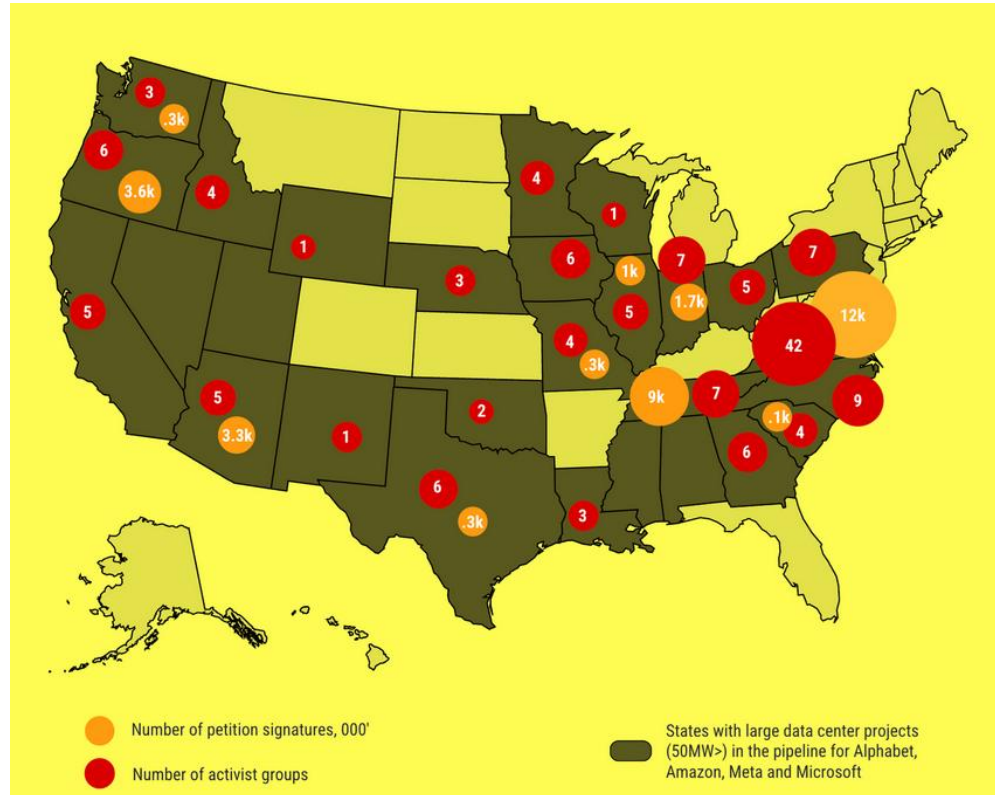 3
.3k
6
3.6k
4
4
1
1
7
7
6
1k
3
1.7k
5
5
5
12k
4
42
.3k
5
9k
7
9
3.3k
2
.1k
1
4
6
6
3
.3k
Number of petition signatures, 000'
Number of activist groups
States with large data center projects
(50MW>) in the pipeline for Alphabet,
Amazon, Meta and Microsoft